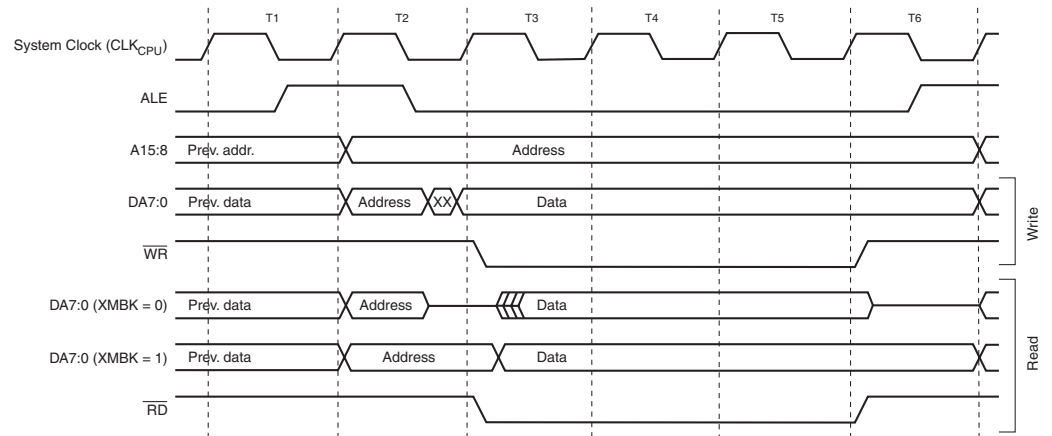 T1 T2 T3 T4 T5 T6
System Clock (CLKCPU)
ALE
A15:8 Prev. addr. Address
DA7:0 Prev. data Address XX Data
WR
Write
DA7:0 (XMBK = 0) Prev. data Address Data
DA7:0 (XMBK = 1) Prev. data Address Data
RD
Read